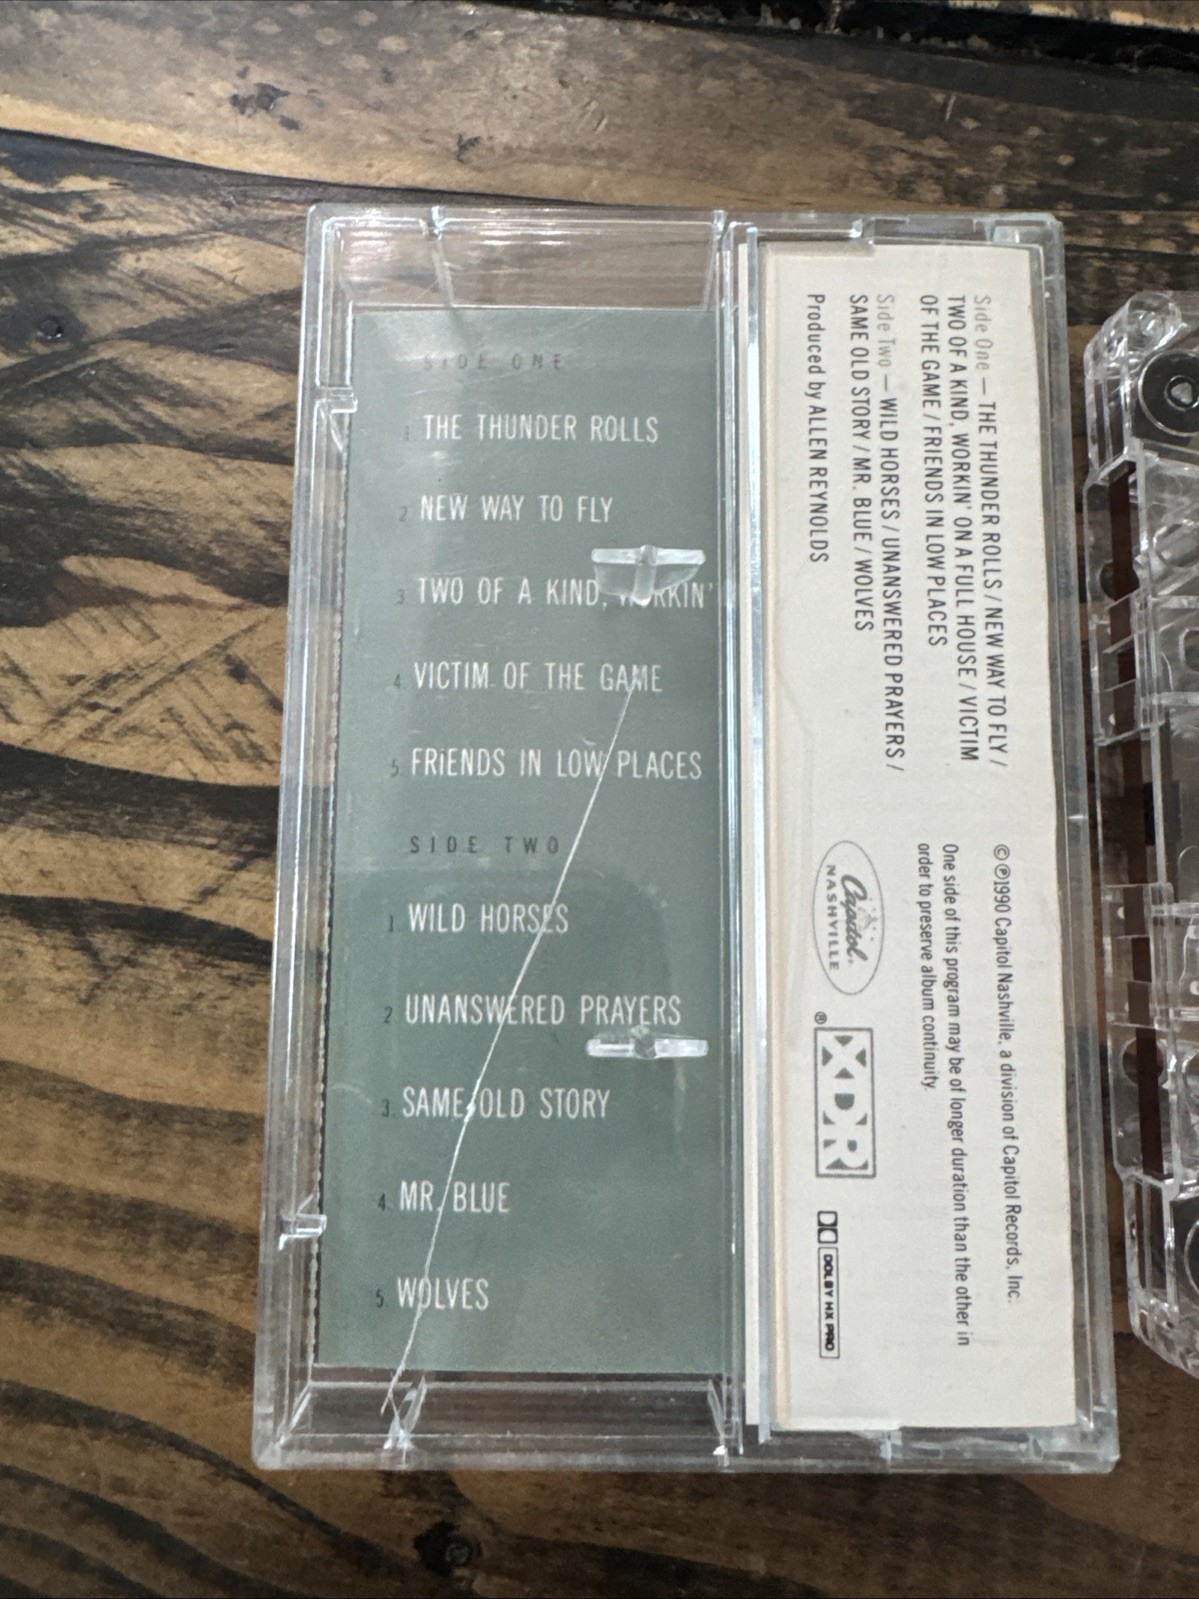 SIDE ONE
1 THE THUNDER ROLLS
2 NEW WAY TO FLY
3 TWO OF A KIND, WORKIN'
4 VICTIM OF THE GAME
5 FRIENDS IN LOW PLACES
SIDE TWO
1. WILD HORSES
2 UNANSWERED PRAYERS
3. SAME OLD STORY
4. MR. BLUE
5. WOLVES
Side One — THE THUNDER ROLLS / NEW WAY TO FLY /
TWO OF A KIND, WORKIN' ON A FULL HOUSE / VICTIM
OF THE GAME / FRIENDS IN LOW PLACES
Side Two — WILD HORSES / UNANSWERED PRAYERS /
SAME OLD STORY / MR. BLUE / WOLVES
Produced by ALLEN REYNOLDS
© ℗1990 Capitol Nashville, a division of Capitol Records, Inc.
One side of this program may be of longer duration than the other in
order to preserve album continuity.
Capitol.
NASHVILLE
XDR
®
DOLBY HX PRO